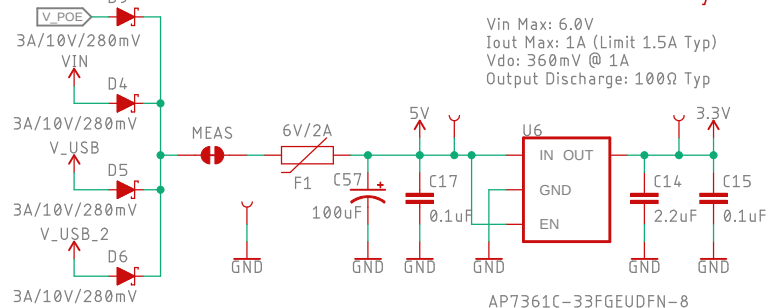 D9
V_POE
3A/10V/280mV
VIN
D4
3A/10V/280mV
V_USB
D5
3A/10V/280mV
V_USB_2
D6
3A/10V/280mV
MEAS
6V/2A
F1
C57
100uF
5V
C17
0.1uF
GND
GND
GND
GND
Vin Max: 6.0V
Iout Max: 1A (Limit 1.5A Typ)
Vdo: 360mV @ 1A
Output Discharge: 100Ω Typ
U6
IN OUT
GND
EN
AP7361C-33FGEUDFN-8
3.3V
C14
2.2uF
C15
0.1uF
GND
GND